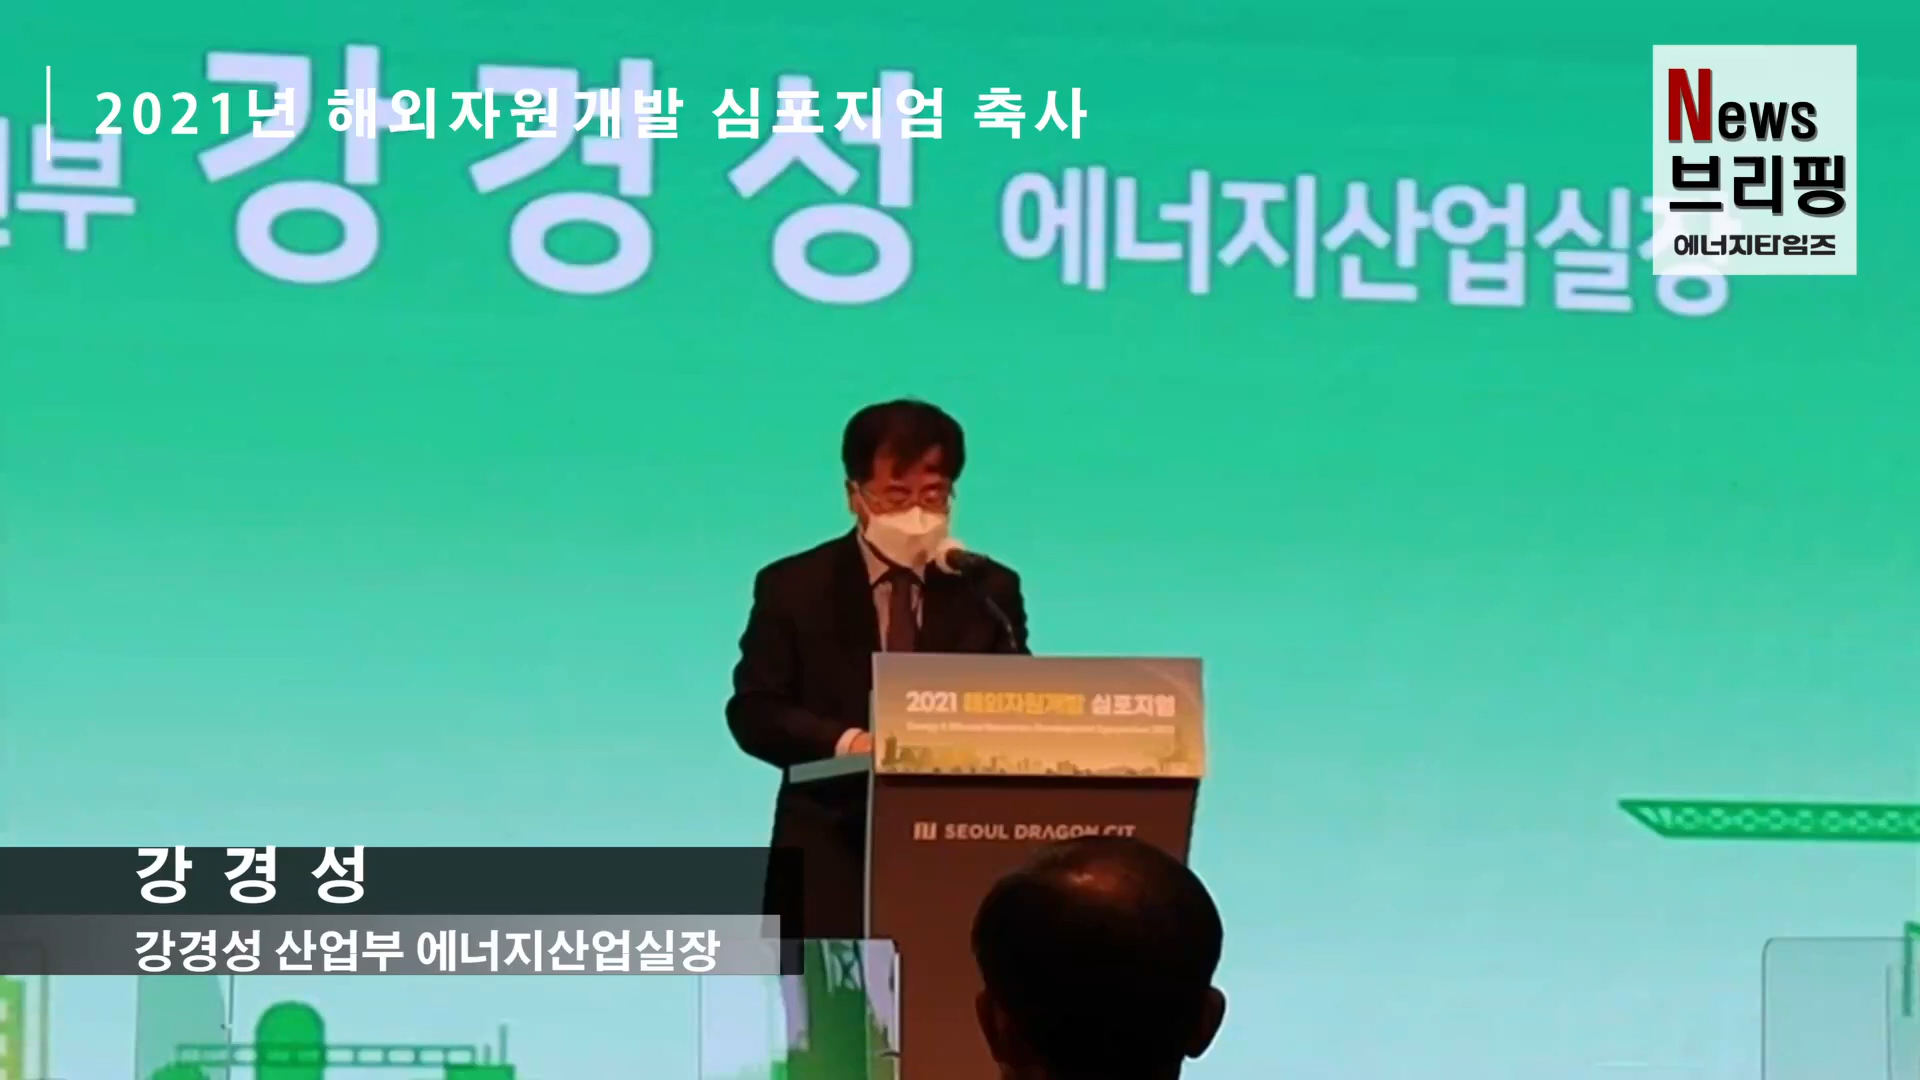 2021년 해외자원개발 심포지엄 축사
News
브리핑
에너지타임즈
부 강경성 에너지산업실장
2021 해외자원개발 심포지엄
SEOUL DRAGON CIT
강 경 성
강경성 산업부 에너지산업실장